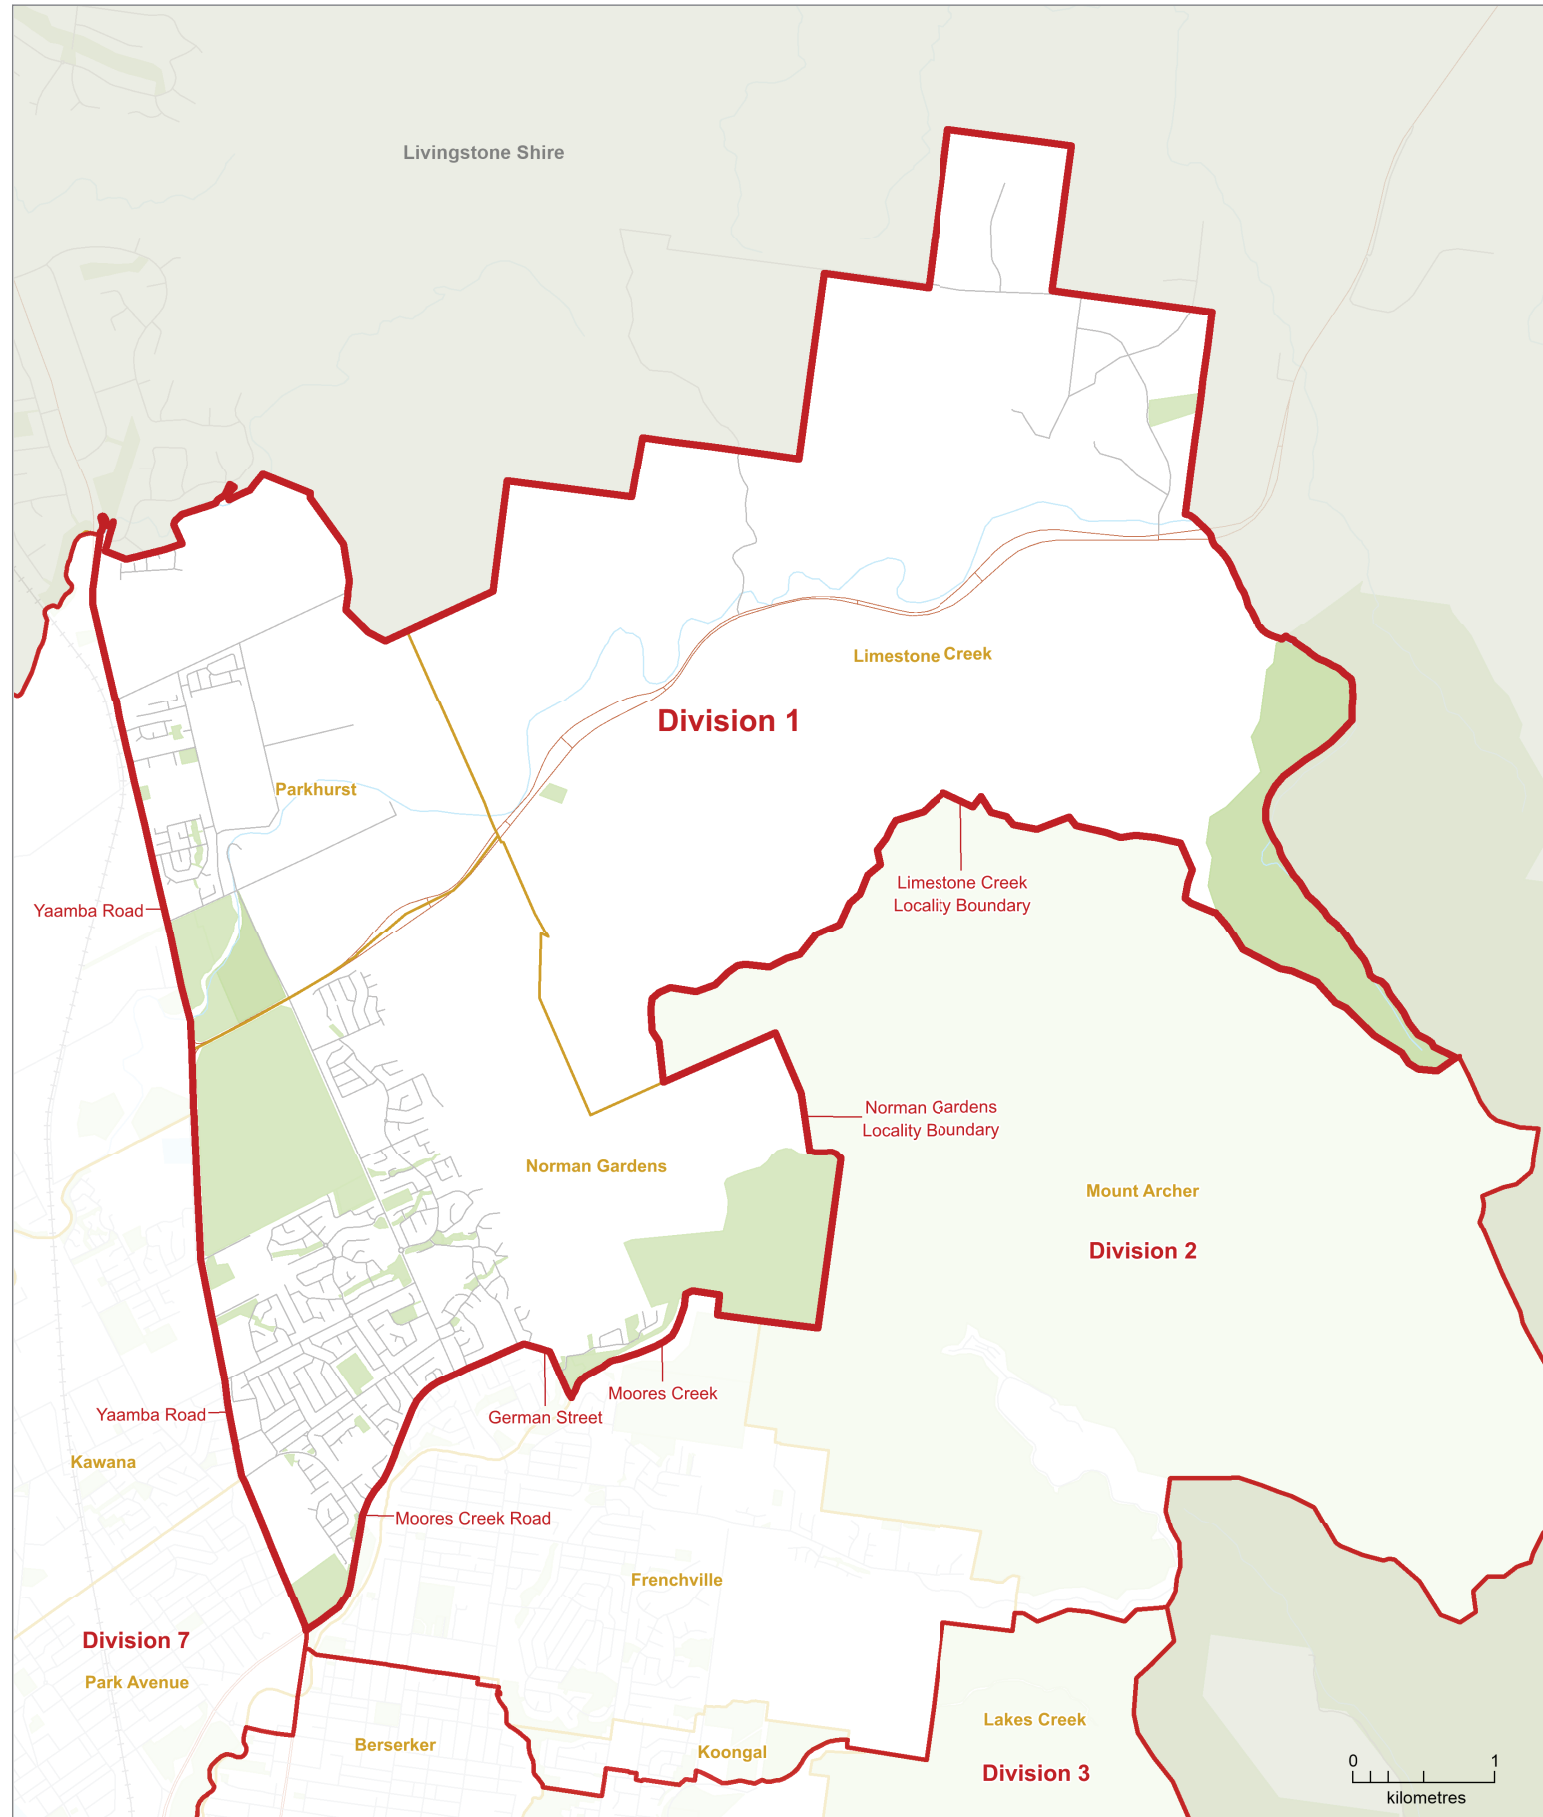 Livingstone Shire
Limestone Creek
Division 1
Parkhurst
Limestone Creek
Locality Boundary
Yaamba Road
Norman Gardens
Locality Boundary
Norman Gardens
Mount Archer
Division 2
Moores Creek
Yaamba Road
German Street
Kawana
Moores Creek Road
Frenchville
Division 7
Park Avenue
Lakes Creek
Berserker
Koongal
Division 3
0 1
kilometres